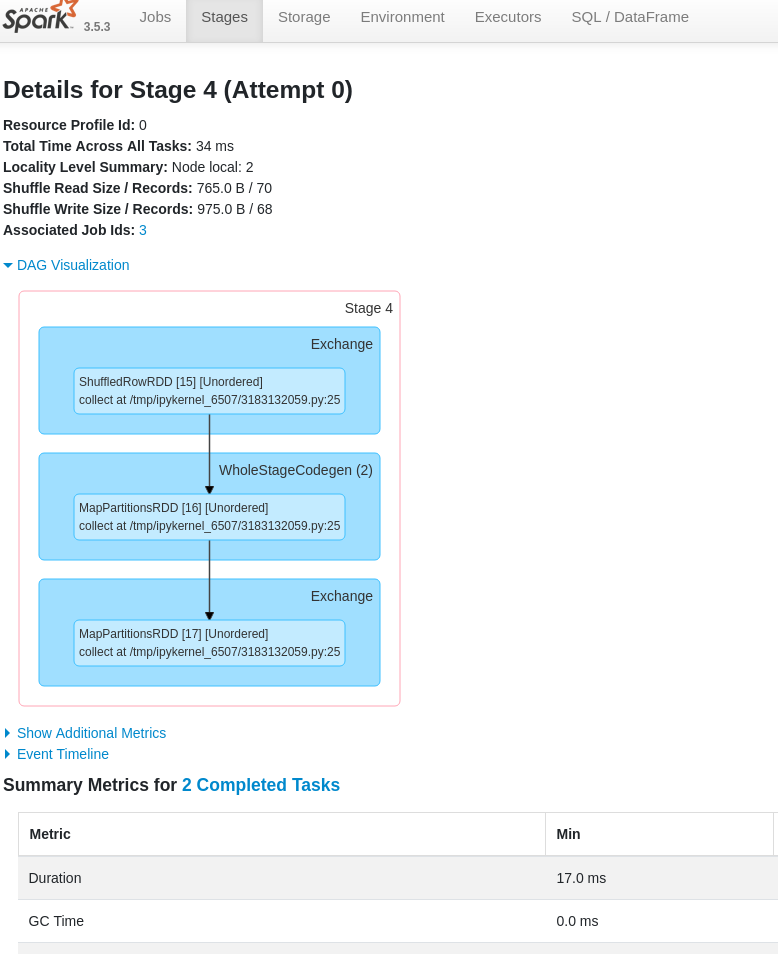 APACHE
Spark 3.5.3 Jobs Stages Storage Environment Executors SQL / DataFrame
Details for Stage 4 (Attempt 0)
Resource Profile Id: 0
Total Time Across All Tasks: 34 ms
Locality Level Summary: Node local: 2
Shuffle Read Size / Records: 765.0 B / 70
Shuffle Write Size / Records: 975.0 B / 68
Associated Job Ids: 3
DAG Visualization
Stage 4
Exchange
ShuffledRowRDD [15] [Unordered]
collect at /tmp/ipykernel_6507/3183132059.py:25
WholeStageCodegen (2)
MapPartitionsRDD [16] [Unordered]
collect at /tmp/ipykernel_6507/3183132059.py:25
Exchange
MapPartitionsRDD [17] [Unordered]
collect at /tmp/ipykernel_6507/3183132059.py:25
Show Additional Metrics
Event Timeline
Summary Metrics for 2 Completed Tasks
Metric Min
Duration 17.0 ms
GC Time 0.0 ms